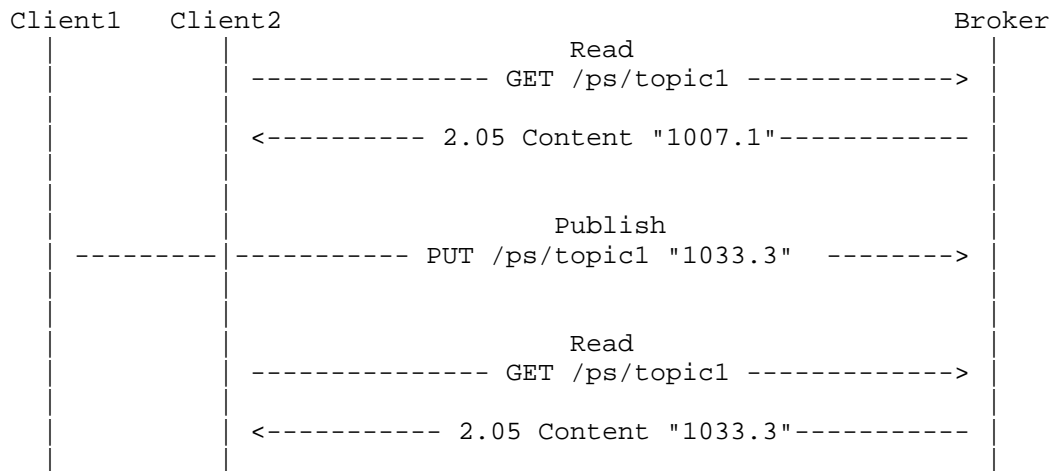 Client1 Client2 Broker
Read
--------------- GET /ps/topic1 ------------->
<---------- 2.05 Content "1007.1"------------
Publish
---------|----------- PUT /ps/topic1 "1033.3" -------->
Read
--------------- GET /ps/topic1 ------------->
<----------- 2.05 Content "1033.3"-----------